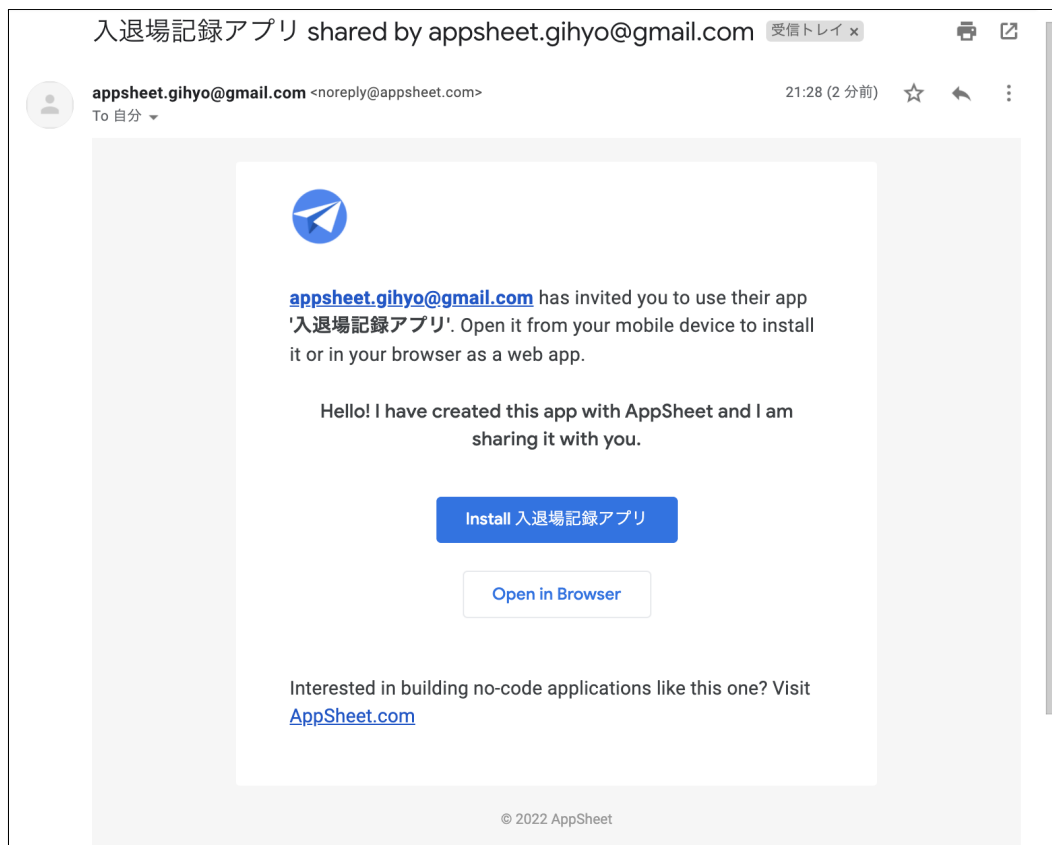 入退場記録アプリ shared by appsheet.gihyo@gmail.com 受信トレイ ×
appsheet.gihyo@gmail.com <noreply@appsheet.com> 21:28 (2 分前)
To 自分
appsheet.gihyo@gmail.com has invited you to use their app
'入退場記録アプリ'. Open it from your mobile device to install
it or in your browser as a web app.
Hello! I have created this app with AppSheet and I am
sharing it with you.
Install 入退場記録アプリ
Open in Browser
Interested in building no-code applications like this one? Visit
AppSheet.com
© 2022 AppSheet